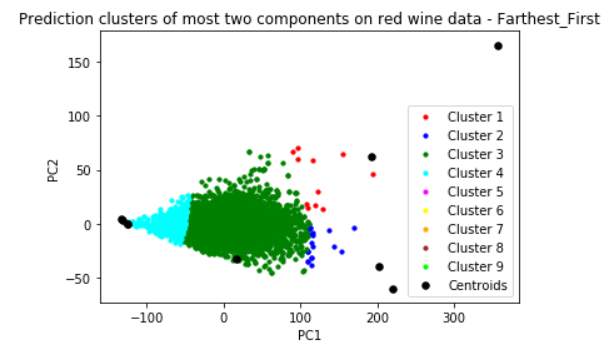 Prediction clusters of most two components on red wine data - Farthest_First
150
100
50
0
−50
PC2
−100
0
100
200
300
PC1
Cluster 1
Cluster 2
Cluster 3
Cluster 4
Cluster 5
Cluster 6
Cluster 7
Cluster 8
Cluster 9
Centroids